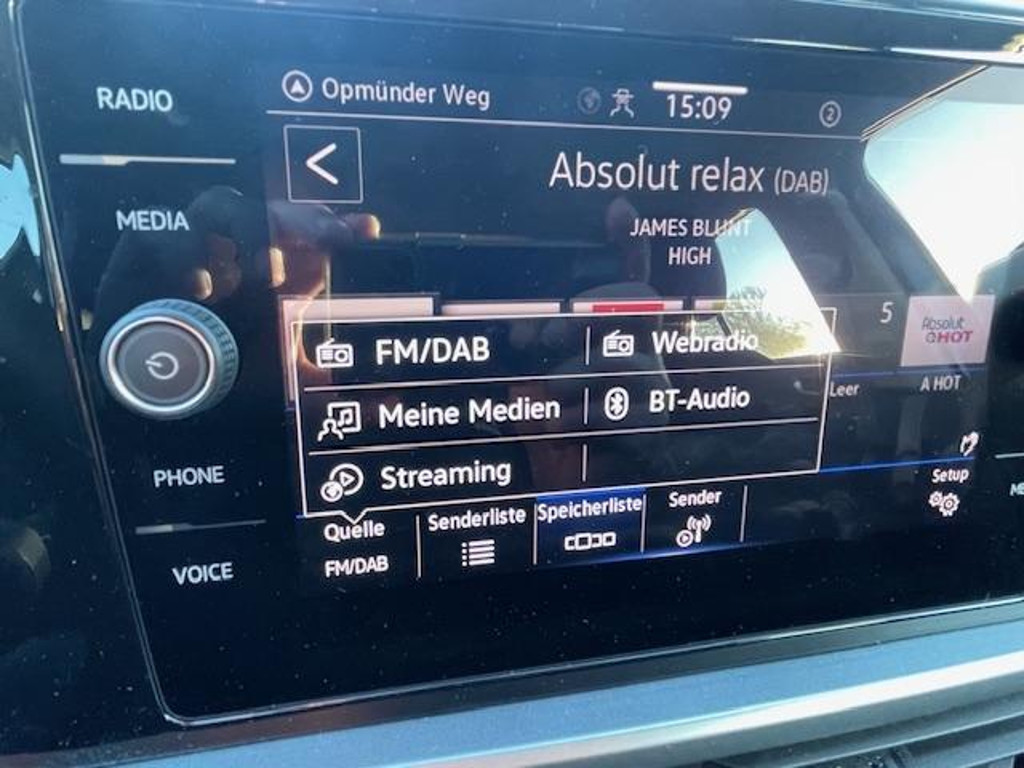 RADIO
Opmünder Weg
15:09
2
Absolut relax (DAB)
MEDIA
JAMES BLUNT
HIGH
5
Absolut
HOT
FM/DAB
Webradio
Leer
A HOT
Meine Medien
BT-Audio
PHONE
Streaming
Setup
Quelle
Senderliste
Speicherliste
Sender
FM/DAB
VOICE